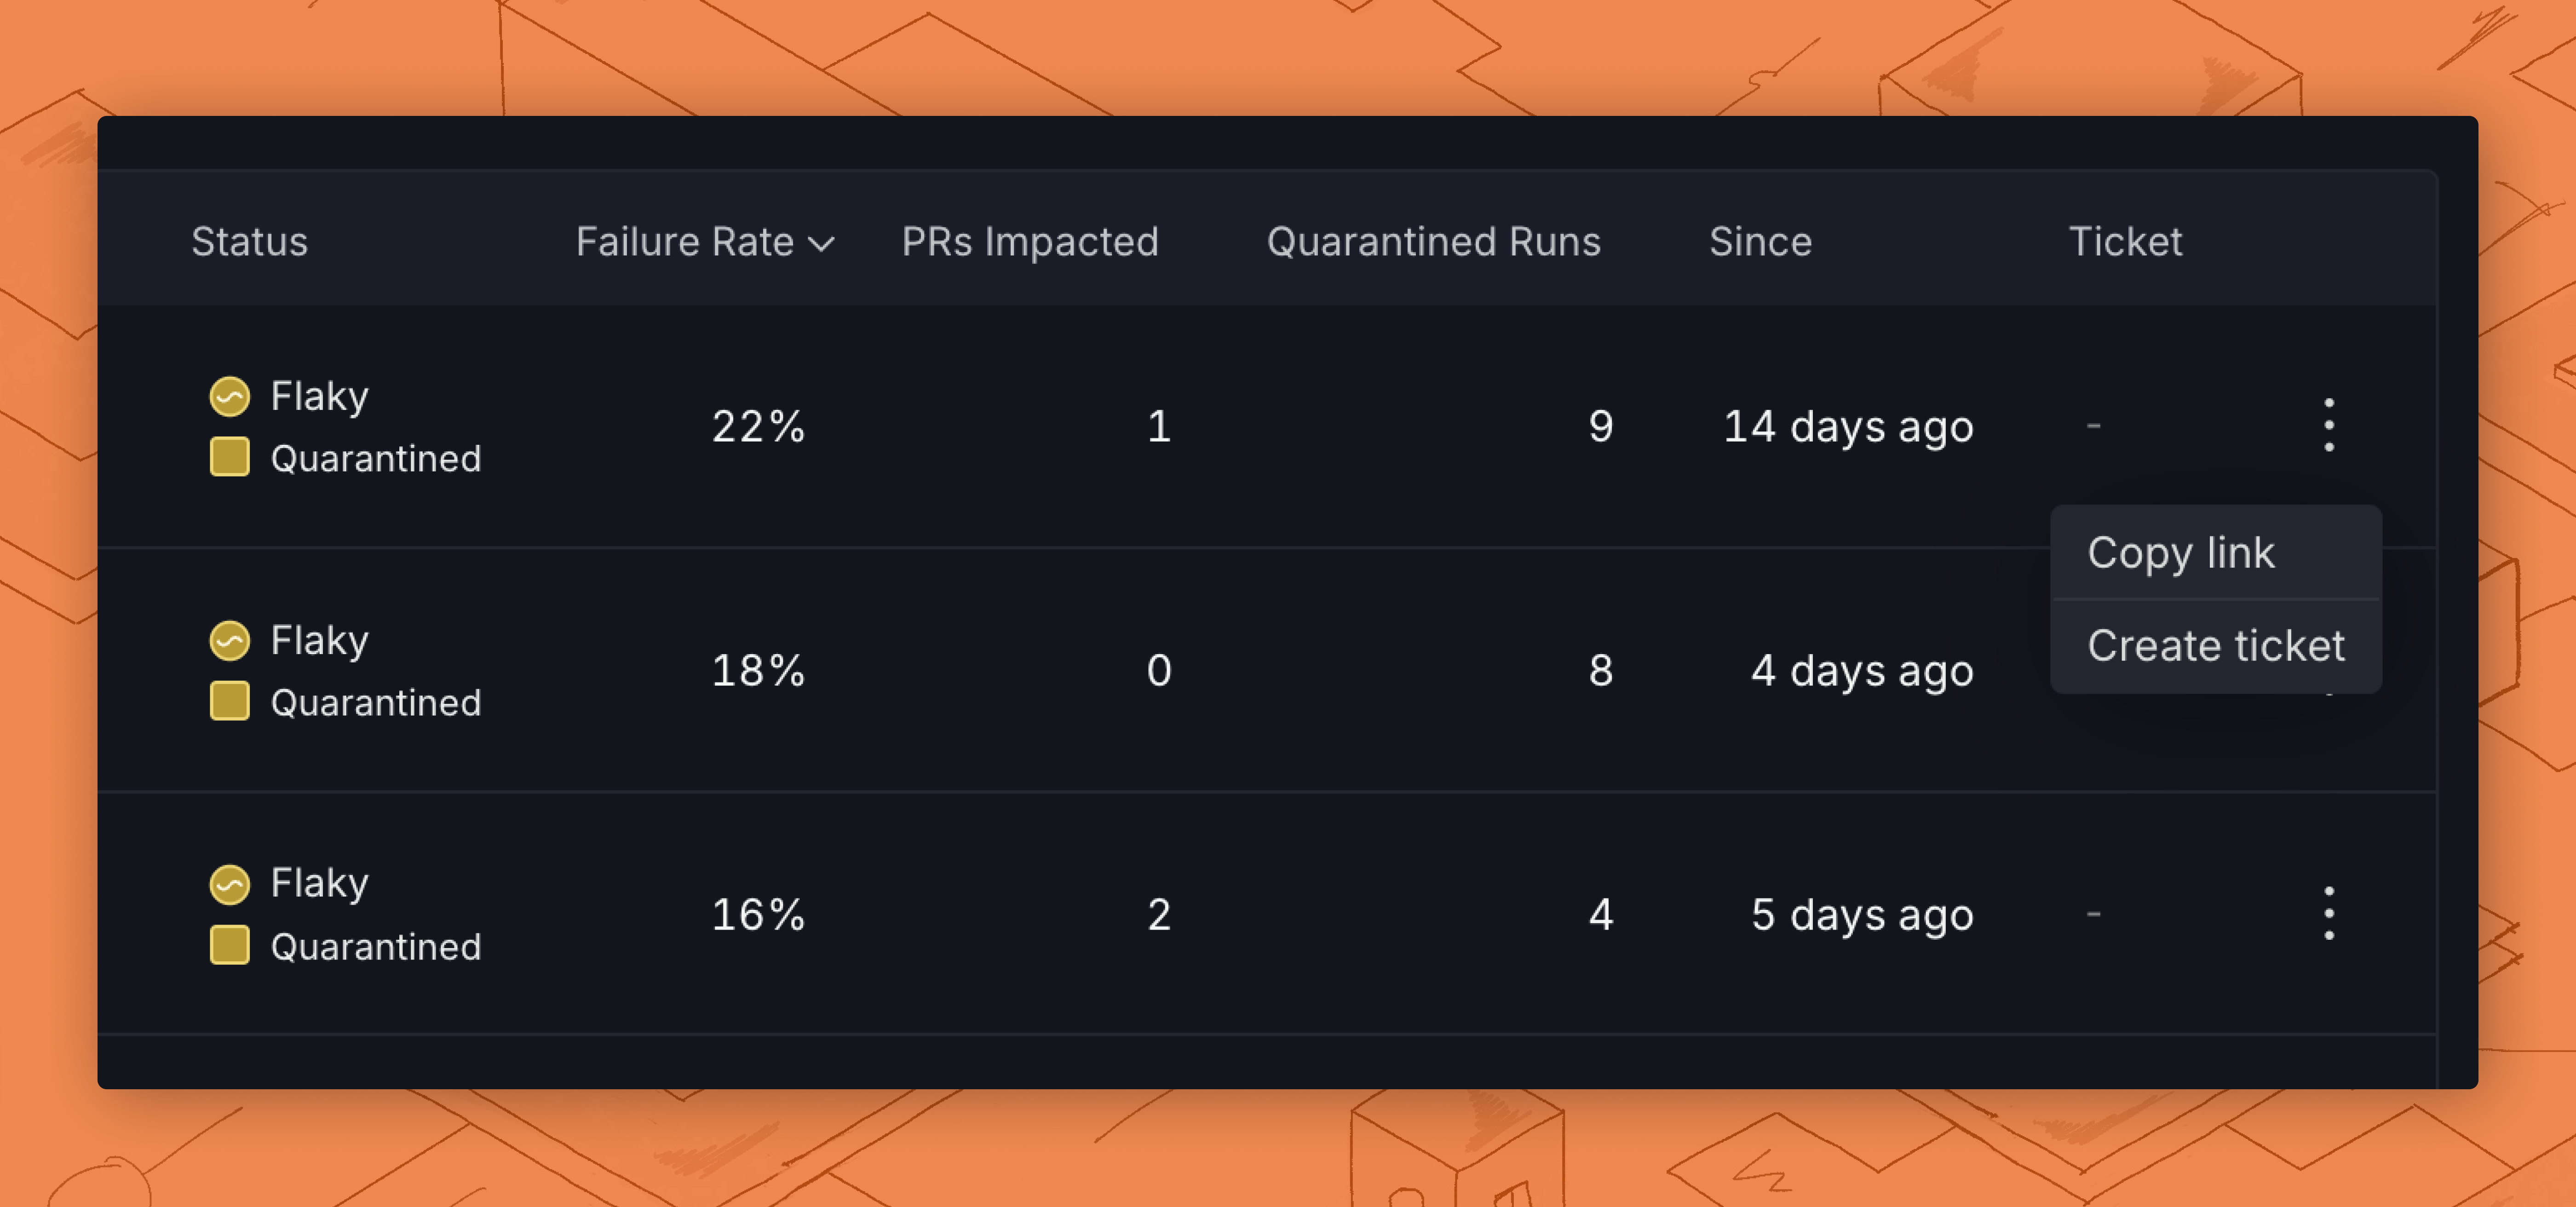 Status Failure Rate PRs Impacted Quarantined Runs Since Ticket
Flaky
Quarantined
22% 1 9 14 days ago -
Copy link
Create ticket
Flaky
Quarantined
18% 0 8 4 days ago
Flaky
Quarantined
16% 2 4 5 days ago -